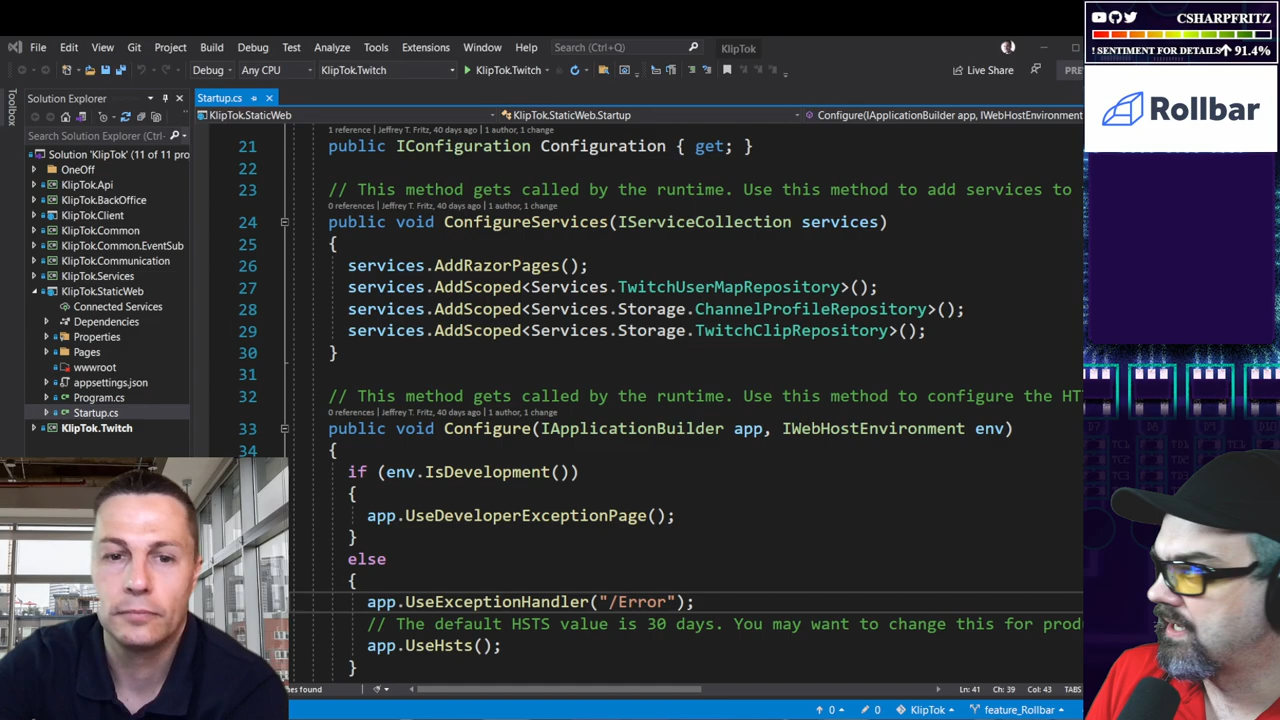 CSHARPFRITZ
! SENTIMENT FOR DETAILS 91.4%
Rollbar
File Edit View Git Project Build Debug Test Analyze Tools Extensions Window Help Search (Ctrl+Q) KlipTok
Debug Any CPU KlipTok.Twitch KlipTok.Twitch Live Share PRE
Toolbox
Solution Explorer
Search Solution Explorer (Ctrl+
Solution 'KlipTok' (11 of 11 pro
OneOff
KlipTok.Api
KlipTok.BackOffice
KlipTok.Client
KlipTok.Common
KlipTok.Common.EventSub
KlipTok.Communication
KlipTok.Services
KlipTok.StaticWeb
Connected Services
Dependencies
Properties
Pages
wwwroot
appsettings.json
Program.cs
Startup.cs
KlipTok.Twitch
Startup.cs
KlipTok.StaticWeb KlipTok.StaticWeb.Startup Configure(IApplicationBuilder app, IWebHostEnvironment
1 reference | Jeffrey T. Fritz, 40 days ago | 1 author, 1 change
21 public IConfiguration Configuration { get; }
22
23 // This method gets called by the runtime. Use this method to add services to
0 references | Jeffrey T. Fritz, 40 days ago | 1 author, 1 change
24 public void ConfigureServices(IServiceCollection services)
25 {
26 services.AddRazorPages();
27 services.AddScoped<Services.TwitchUserMapRepository>();
28 services.AddScoped<Services.Storage.ChannelProfileRepository>();
29 services.AddScoped<Services.Storage.TwitchClipRepository>();
30 }
31
32 // This method gets called by the runtime. Use this method to configure the HT
0 references | Jeffrey T. Fritz, 40 days ago | 1 author, 1 change
33 public void Configure(IApplicationBuilder app, IWebHostEnvironment env)
34 {
if (env.IsDevelopment())
{
app.UseDeveloperExceptionPage();
}
else
{
app.UseExceptionHandler("/Error");
// The default HSTS value is 30 days. You may want to change this for prod
app.UseHsts();
}
es found Ln: 41 Ch: 39 Col: 43 TABS
0 0 KlipTok feature_Rollbar